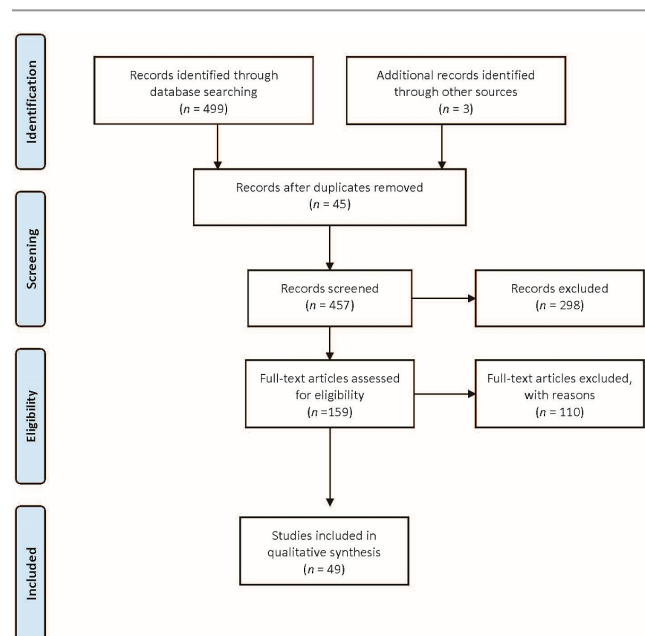 Identification
Records identified through
database searching
(n = 499)
Additional records identified
through other sources
(n = 3)
Records after duplicates removed
(n = 45)
Screening
Records screened
(n = 457)
Records excluded
(n = 298)
Eligibility
Full-text articles assessed
for eligibility
(n =159)
Full-text articles excluded,
with reasons
(n = 110)
Included
Studies included in
qualitative synthesis
(n = 49)